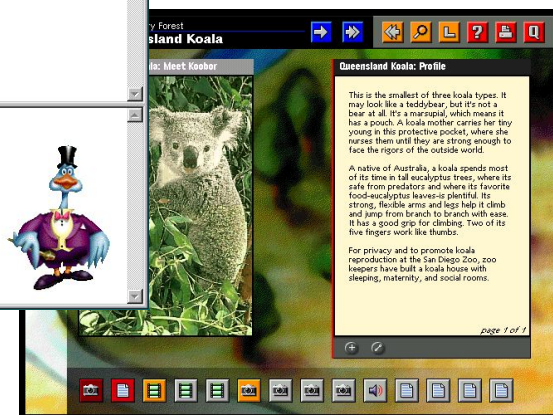 ry Forest
sland Koala
la: Meet Koobor
Queensland Koala: Profile
This is the smallest of three koala types. It
may look like a teddybear, but it's not a
bear at all. It's a marsupial, which means it
has a pouch. A koala mother carries her tiny
young in this protective pocket, where she
nurses them until they are strong enough to
face the rigors of the outside world.
A native of Australia, a koala spends most
of its time in tall eucalyptus trees, where its
safe from predators and where its favorite
food-eucalyptus leaves-is plentiful. Its
strong, flexible arms and legs help it climb
and jump from branch to branch with ease.
It has a good grip for climbing. Two of its
five fingers work like thumbs.
For privacy and to promote koala
reproduction at the San Diego Zoo, zoo
keepers have built a koala house with
sleeping, maternity, and social rooms.
page 1 of 1